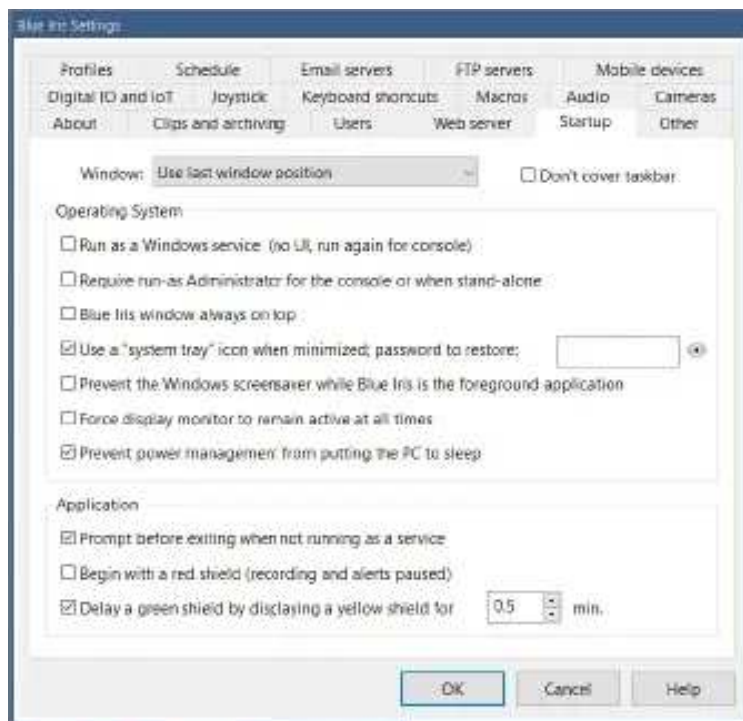 Blue Iris Settings
Profiles Schedule Email servers FTP servers Mobile devices
Digital IO and IoT Joystick Keyboard shortcuts Macros Audio Cameras
About Clips and archiving Users Web server Startup Other
Window: Use last window position Don't cover taskbar
Operating System
Run as a Windows service (no UI, run again for console)
Require run-as Administrator for the console or when stand-alone
Blue Iris window always on top
Use a "system tray" icon when minimized; password to restore:
Prevent the Windows screensaver while Blue Iris is the foreground application
Force display monitor to remain active at all times
Prevent power management from putting the PC to sleep
Application
Prompt before exiting when not running as a service
Begin with a red shield (recording and alerts paused)
Delay a green shield by displaying a yellow shield for 0.5 min.
OK Cancel Help